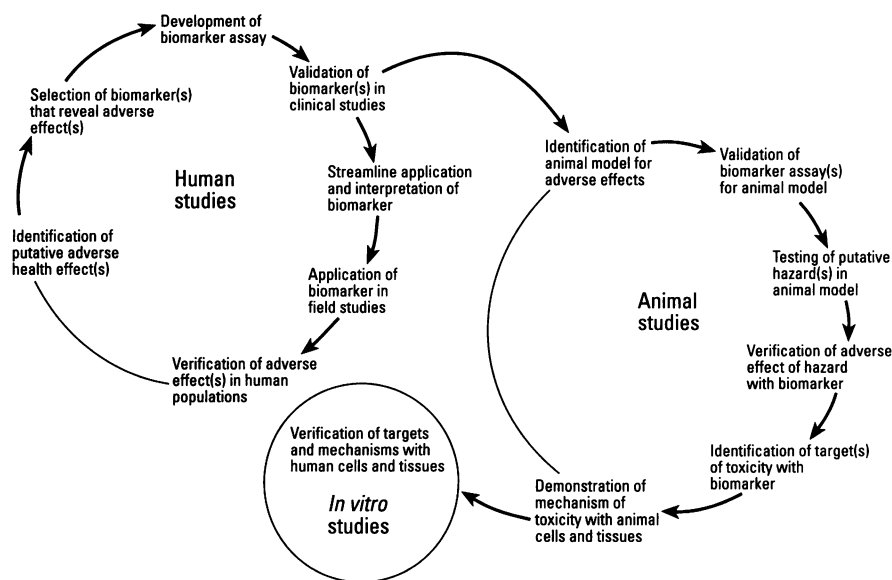 Development of
biomarker assay
Validation of
biomarker(s) in
clinical studies
Selection of biomarker(s)
that reveal adverse
effect(s)
Human
studies
Streamline application
and interpretation of
biomarker
Identification of
putative adverse
health effect(s)
Application of
biomarker in
field studies
Verification of adverse
effect(s) in human
populations
Identification of
animal model for
adverse effects
Validation of
biomarker assay(s)
for animal model
Testing of putative
hazard(s) in
animal model
Animal
studies
Verification of adverse
effect of hazard
with biomarker
Identification of target(s)
of toxicity with
biomarker
Demonstration of
mechanism of
toxicity with animal
cells and tissues
Verification of targets
and mechanisms with
human cells and tissues
In vitro
studies